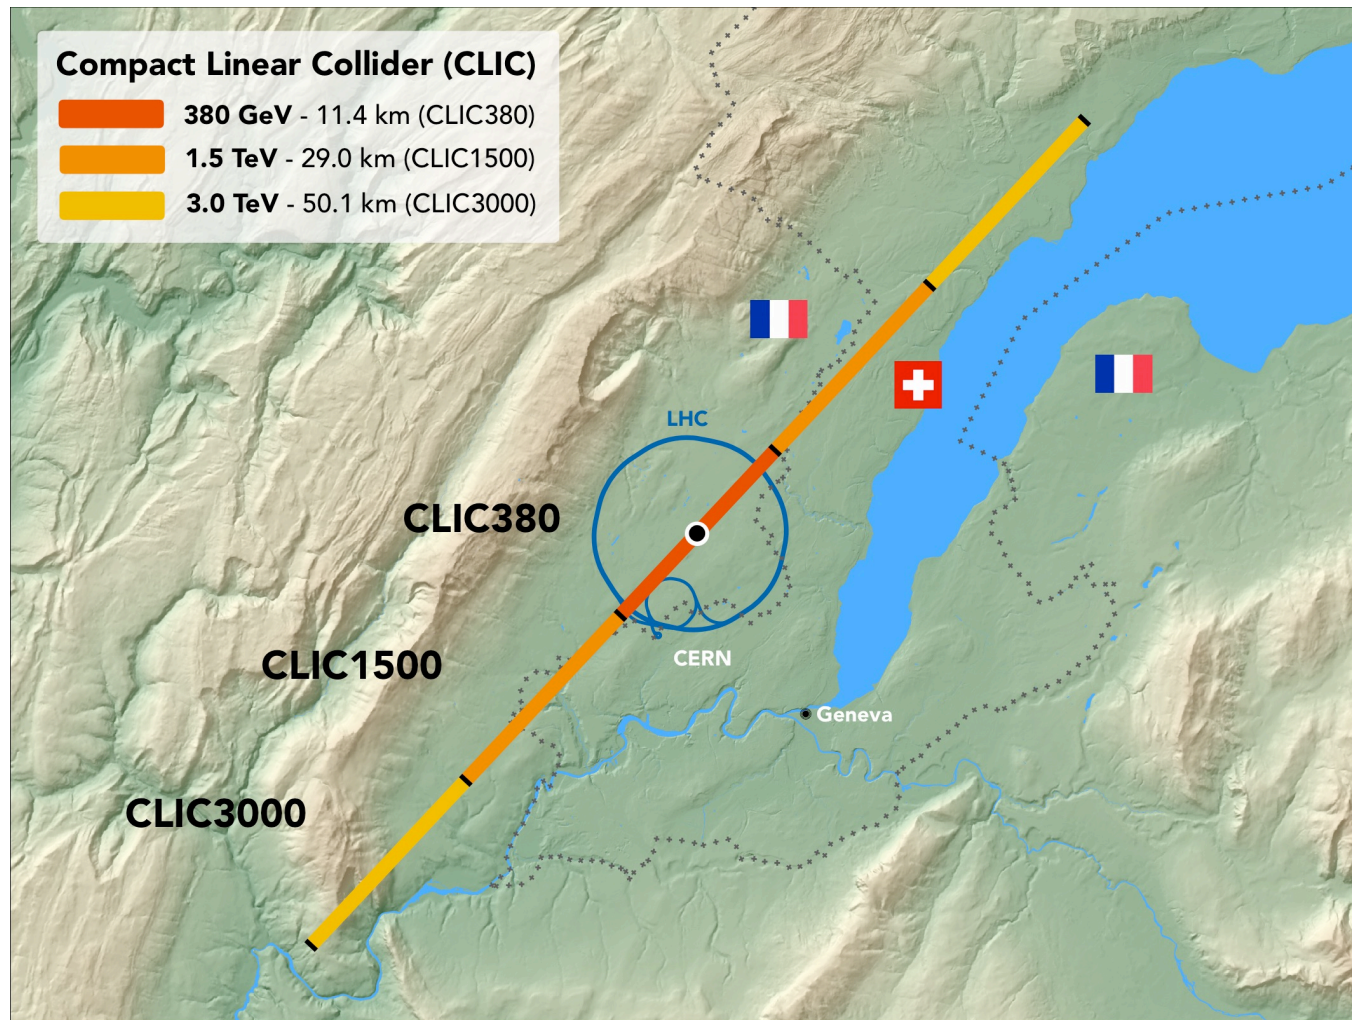 Compact Linear Collider (CLIC)
380 GeV - 11.4 km (CLIC380)
1.5 TeV - 29.0 km (CLIC1500)
3.0 TeV - 50.1 km (CLIC3000)
LHC
CLIC380
CLIC1500
CERN
Geneva
CLIC3000